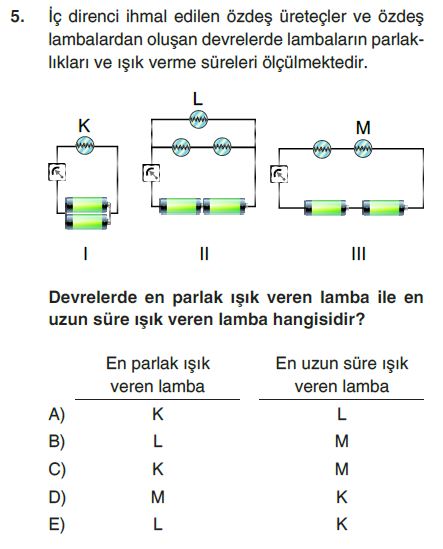 5. İç direnci ihmal edilen özdeş üreteçler ve özdeş
lambalardan oluşan devrelerde lambaların parlak-
lıkları ve ışık verme süreleri ölçülmektedir.
K
L
M
I
II
III
Devrelerde en parlak ışık veren lamba ile en
uzun süre ışık veren lamba hangisidir?
En parlak ışık En uzun süre ışık
veren lamba veren lamba
A) K L
B) L M
C) K M
D) M K
E) L K